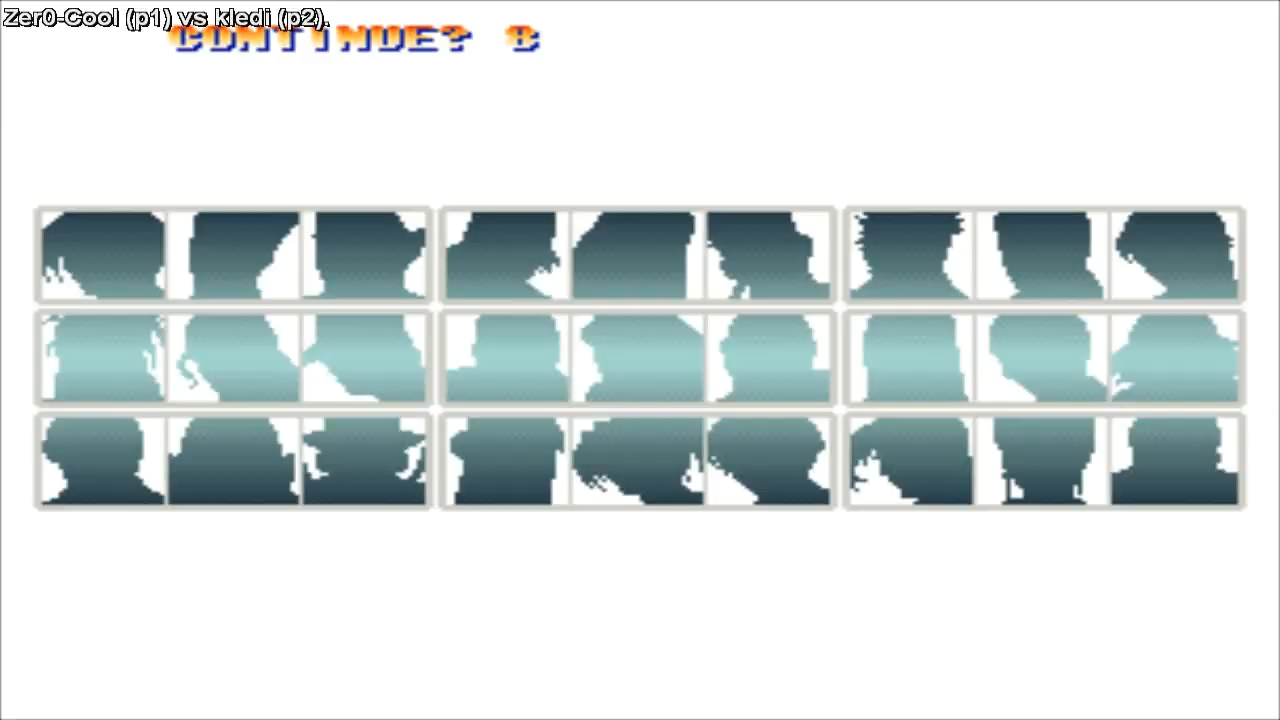 Zer0-Cool (p1) vs kledi (p2).
CONTINUE? 8